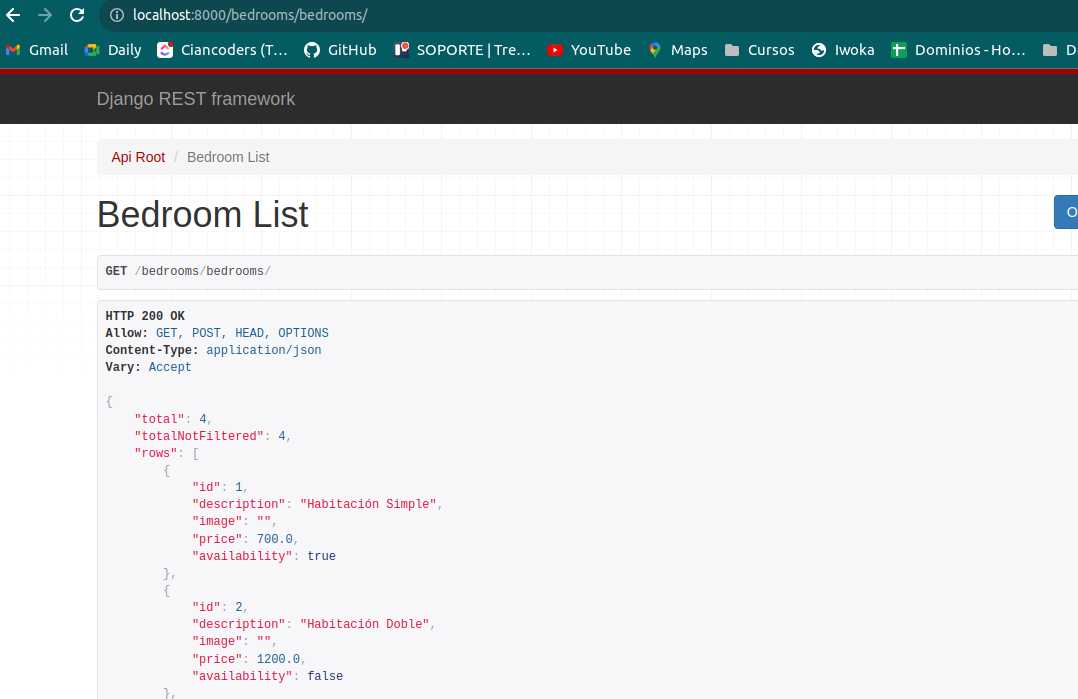 localhost:8000/bedrooms/bedrooms/
Gmail Daily Ciancoders (T... GitHub SOPORTE | Tre... YouTube Maps Cursos Iwoka Dominios - Ho... D
Django REST framework
Api Root / Bedroom List
Bedroom List
O
GET /bedrooms/bedrooms/
HTTP 200 OK
Allow: GET, POST, HEAD, OPTIONS
Content-Type: application/json
Vary: Accept
{
"total": 4,
"totalNotFiltered": 4,
"rows": [
{
"id": 1,
"description": "Habitación Simple",
"image": "",
"price": 700.0,
"availability": true
},
{
"id": 2,
"description": "Habitación Doble",
"image": "",
"price": 1200.0,
"availability": false
},